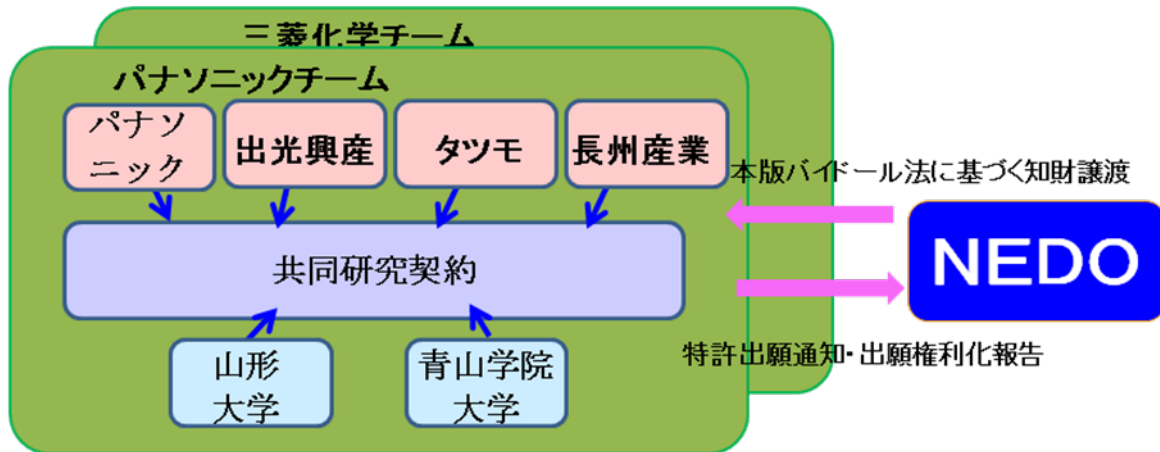 三菱化学チーム
パナソニックチーム
パナソ
ニック
出光興産
タツモ
長州産業
本版バイドール法に基づく知財譲渡
NEDO
共同研究契約
特許出願通知・出願権利化報告
山形
大学
青山学院
大学